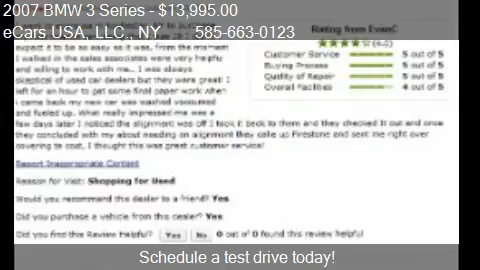 2007 BMW 3 Series - $13,995.00
eCars USA, LLC., NY 585-663-0123
Rating from EvanC
expect it to be so easy as it was, from the moment
I walked in the sales associates were very helpful
and willing to work with me.. I was always
skeptical of used car dealers but they were great! I
left for an hour to get some final paper work when
i came back my new car was washed vacuumed
and fueled up. What really impressed me was a
few days later I noticed the alignment was off I took it back to them and they checked it out and once
they concluded with my about needing an alignment they calle up Firestone and sent me right over
covering te cost, I thought this was great customer service!
Customer Service 5 out of 5
Buying Process 5 out of 5
Quality of Repair 5 out of 5
Overall Facilities 4 out of 5
Report Inappropriate Content
Reason for Visit: Shopping for Used
Would you recommend this dealer to a friend? Yes
Did you purchase a vehicle from this dealer? Yes
Did you find this Review Helpful? Yes No 0 out of 0 found this review helpful
Schedule a test drive today!